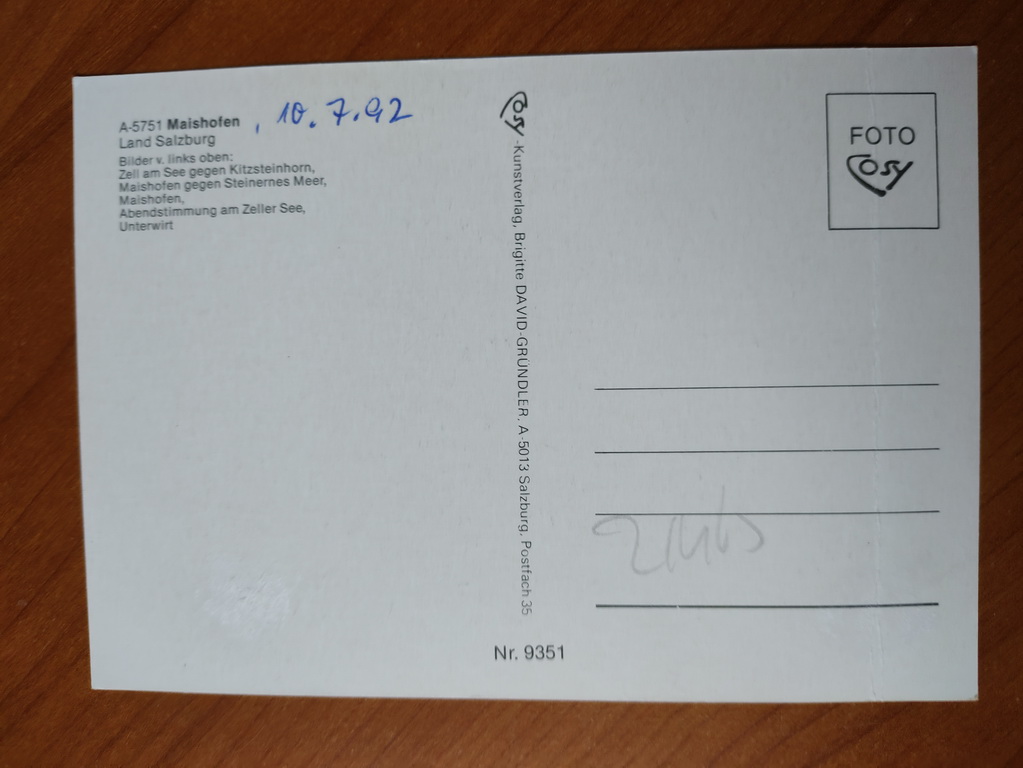 A-5751 Maishofen , 10.7.92
Land Salzburg
Bilder v. links oben:
Zell am See gegen Kitzsteinhorn,
Maishofen gegen Steinernes Meer,
Maishofen,
Abendstimmung am Zeller See,
Unterwirt
Cosy-Kunstverlag, Brigitte DAVID-GRÜNDLER, A-5013 Salzburg, Postfach 35
Nr. 9351
FOTO
Cosy